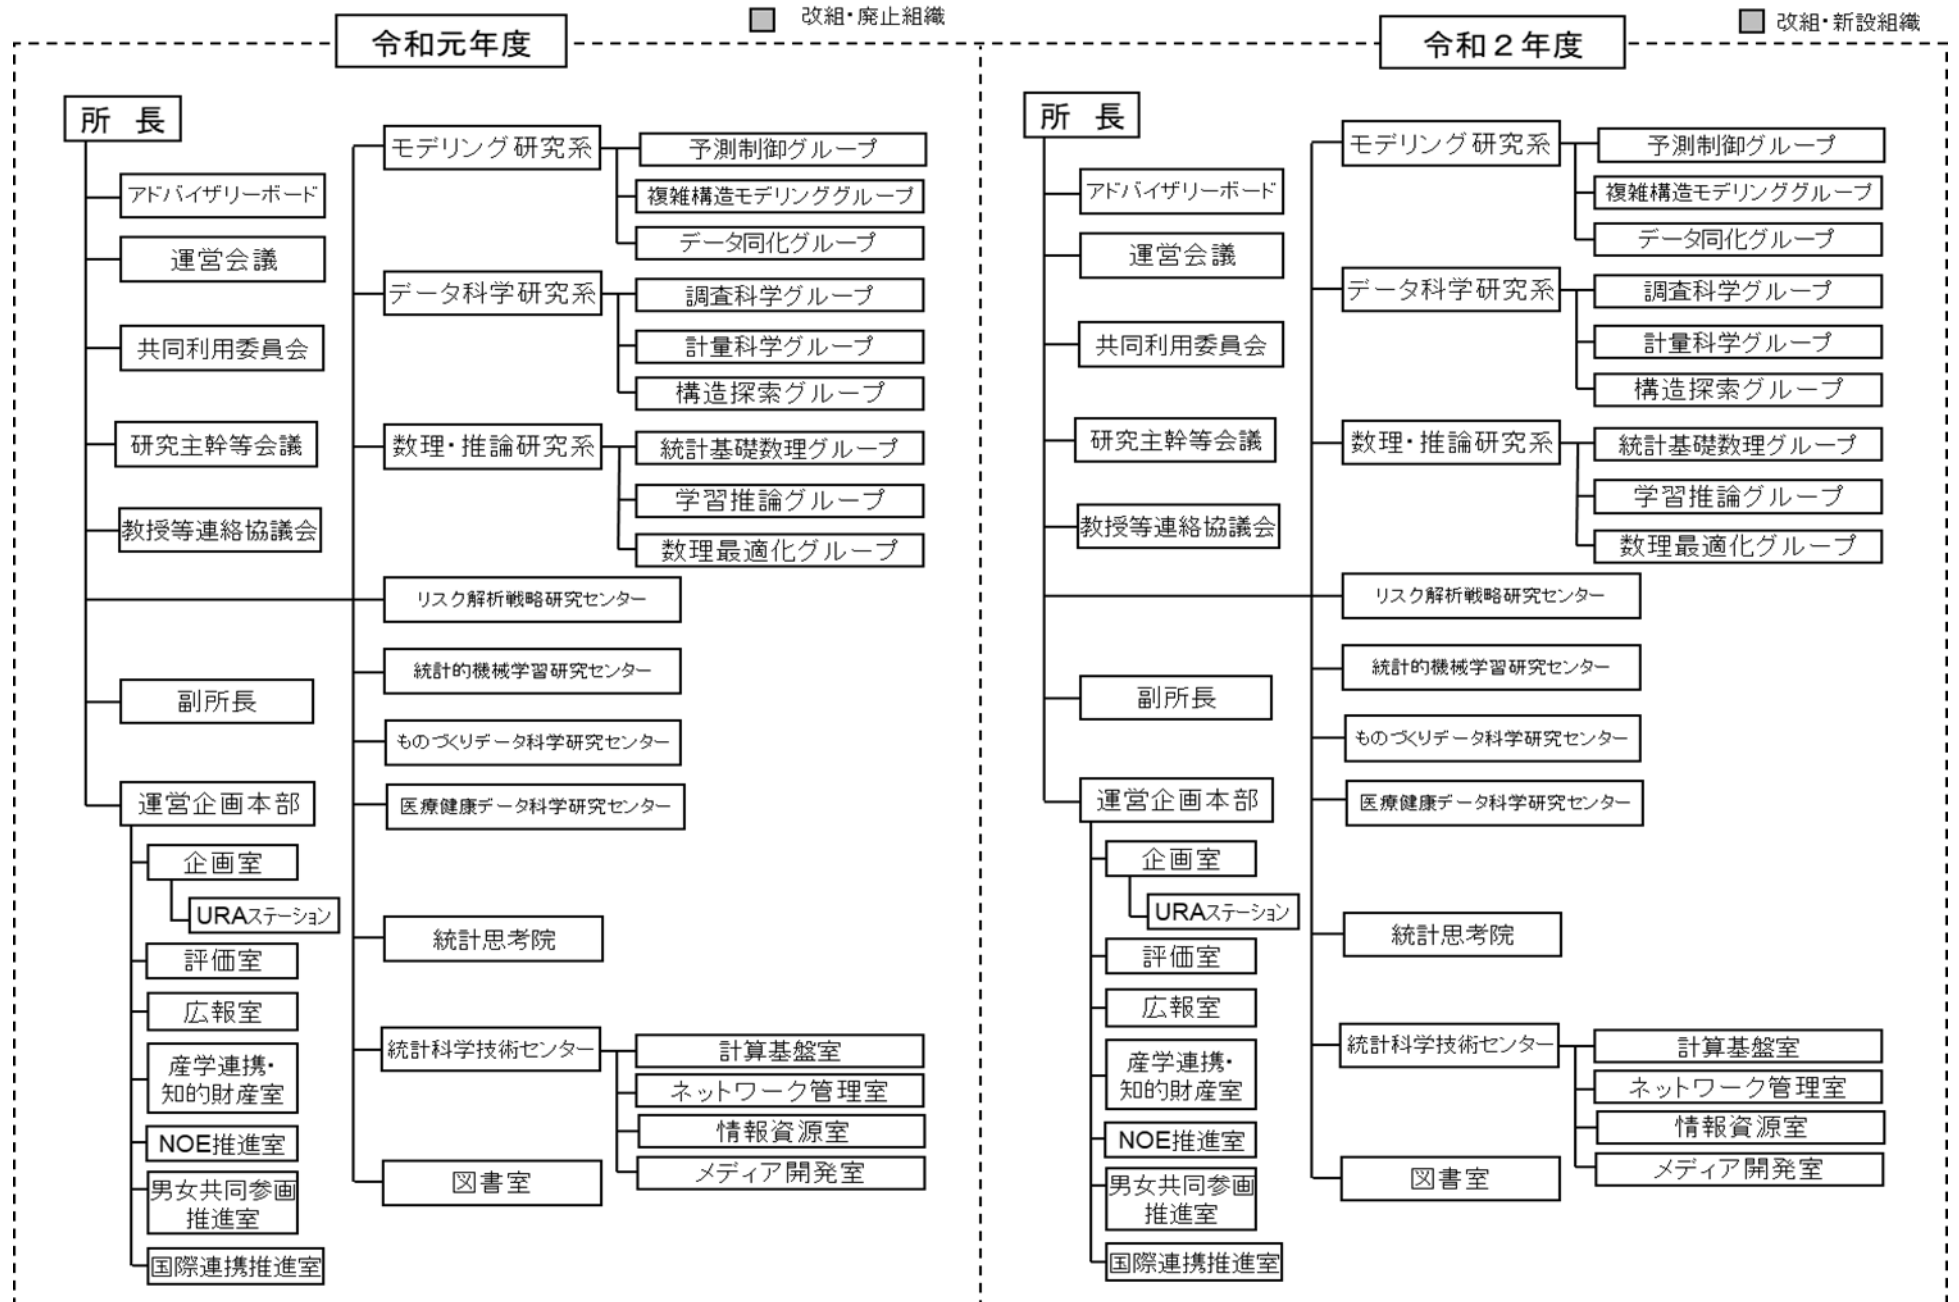 改組・廃止組織
令和元年度
所 長
アドバイザリーボード
運営会議
共同利用委員会
研究主幹等会議
教授等連絡協議会
副所長
運営企画本部
企画室
URAステーション
評価室
広報室
産学連携・
知的財産室
NOE推進室
男女共同参画
推進室
国際連携推進室
モデリング研究系
予測制御グループ
複雑構造モデリンググループ
データ同化グループ
データ科学研究系
調査科学グループ
計量科学グループ
構造探索グループ
数理・推論研究系
統計基礎数理グループ
学習推論グループ
数理最適化グループ
リスク解析戦略研究センター
統計的機械学習研究センター
ものづくりデータ科学研究センター
医療健康データ科学研究センター
統計思考院
統計科学技術センター
計算基盤室
ネットワーク管理室
情報資源室
メディア開発室
図書室
改組・新設組織
令和２年度
所 長
アドバイザリーボード
運営会議
共同利用委員会
研究主幹等会議
教授等連絡協議会
副所長
運営企画本部
企画室
URAステーション
評価室
広報室
産学連携・
知的財産室
NOE推進室
男女共同参画
推進室
国際連携推進室
モデリング研究系
予測制御グループ
複雑構造モデリンググループ
データ同化グループ
データ科学研究系
調査科学グループ
計量科学グループ
構造探索グループ
数理・推論研究系
統計基礎数理グループ
学習推論グループ
数理最適化グループ
リスク解析戦略研究センター
統計的機械学習研究センター
ものづくりデータ科学研究センター
医療健康データ科学研究センター
統計思考院
統計科学技術センター
計算基盤室
ネットワーク管理室
情報資源室
メディア開発室
図書室